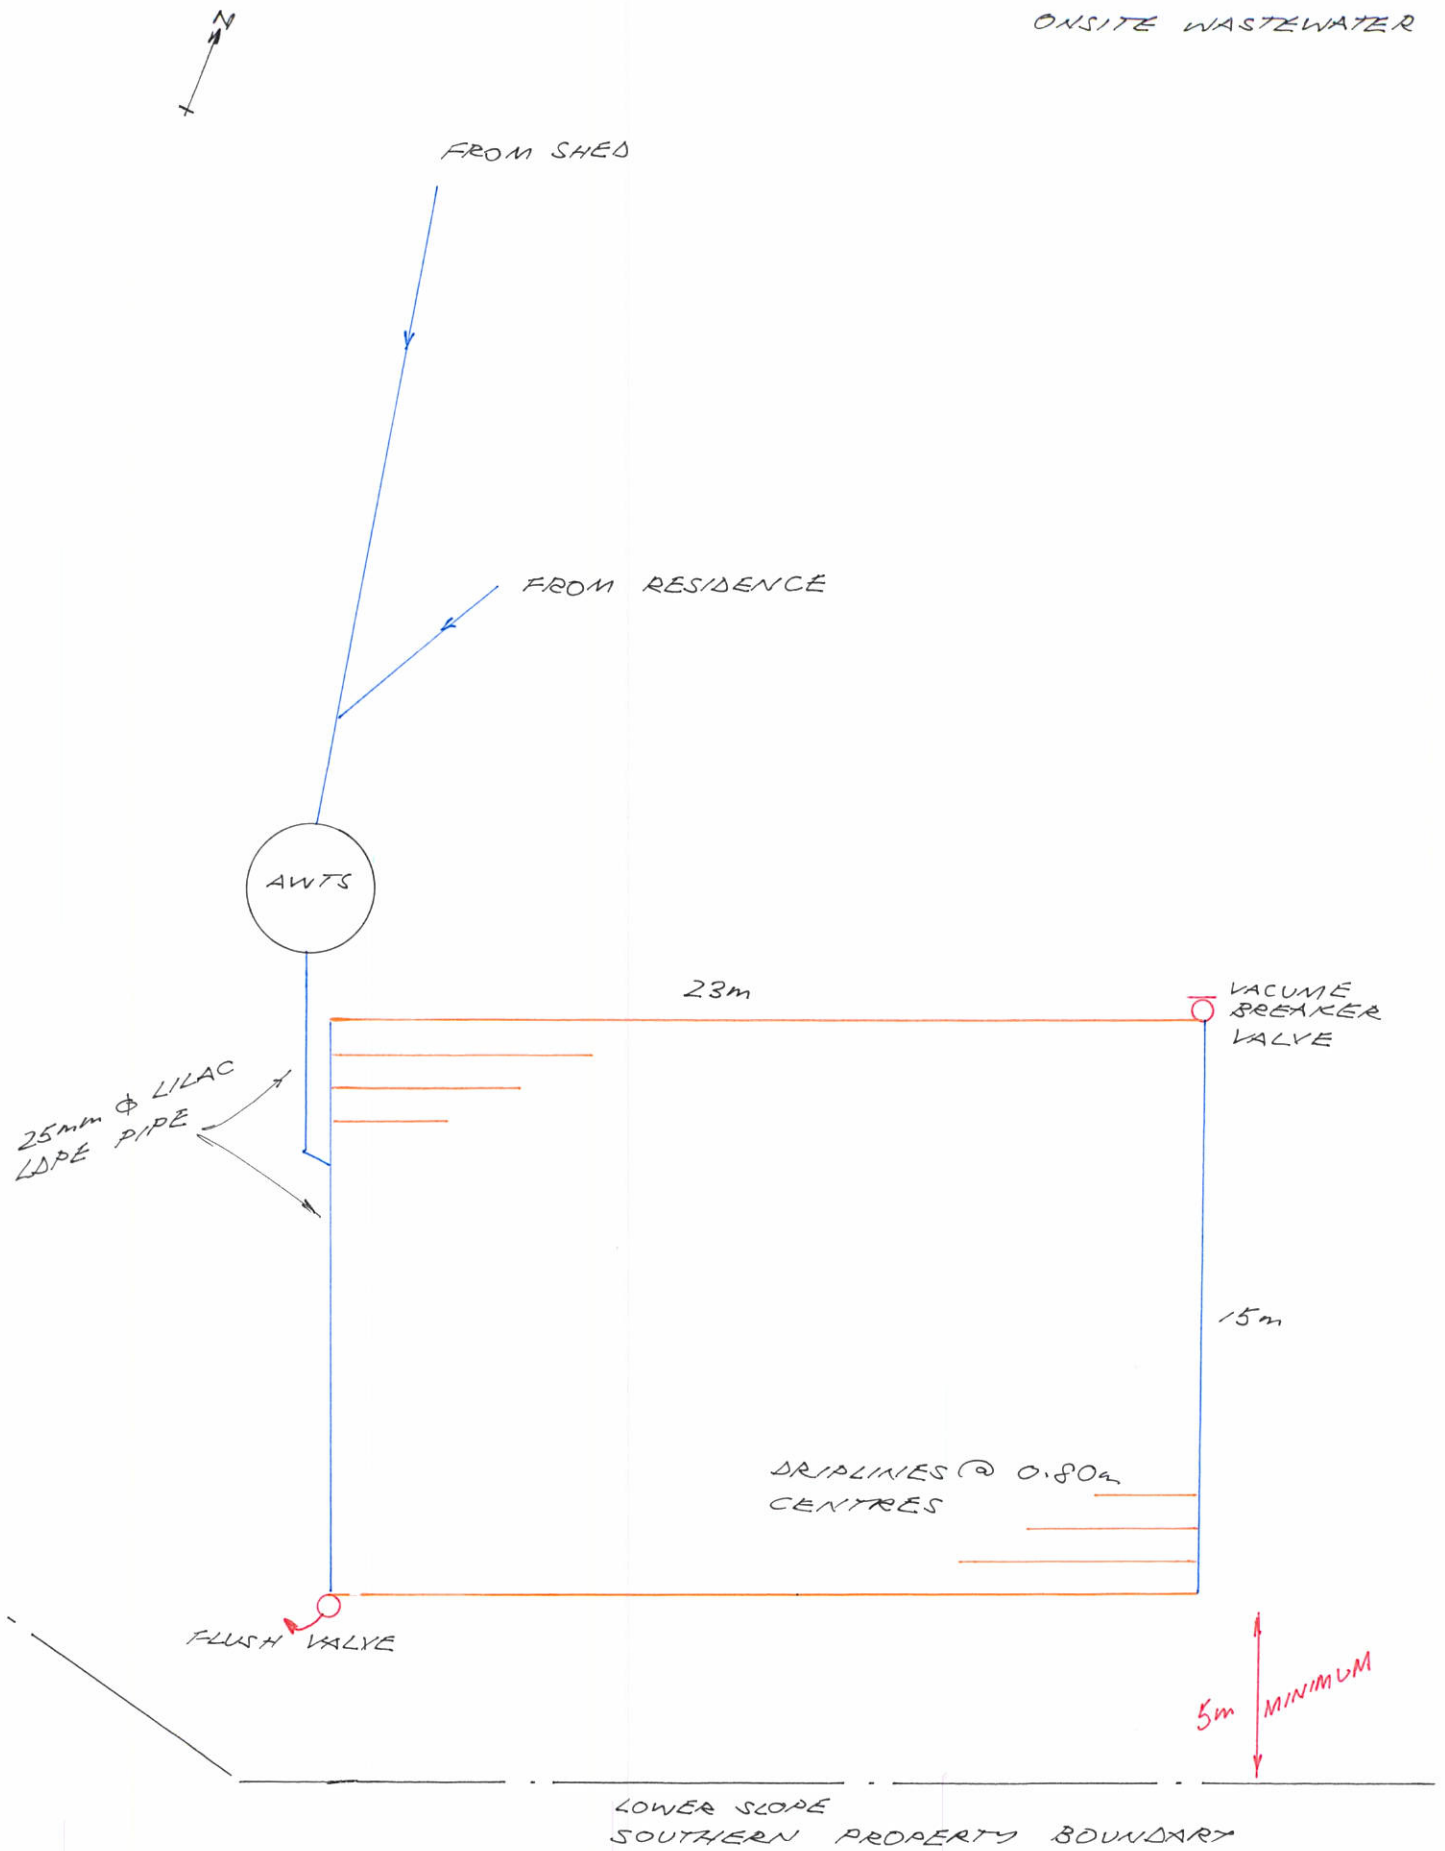 N
ONSITE WASTEWATER
FROM SHED
FROM RESIDENCE
AWTS
23m
VACUME
BREAKER
VALVE
25mm φ LILAC
LDPE PIPE
15m
DRIPLINES @ 0.80m
CENTRES
FLUSH VALVE
5m MINIMUM
LOWER SLOPE
SOUTHERN PROPERTY BOUNDARY